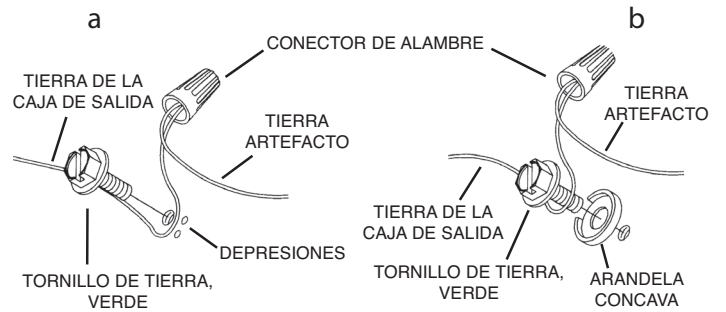 a
b
CONECTOR DE ALAMBRE
TIERRA DE LA
CAJA DE SALIDA
TIERRA
ARTEFACTO
TIERRA
ARTEFACTO
TIERRA DE LA
CAJA DE SALIDA
DEPRESIONES
TORNILLO DE TIERRA,
VERDE
TORNILLO DE TIERRA,
VERDE
ARANDELA
CONCAVA